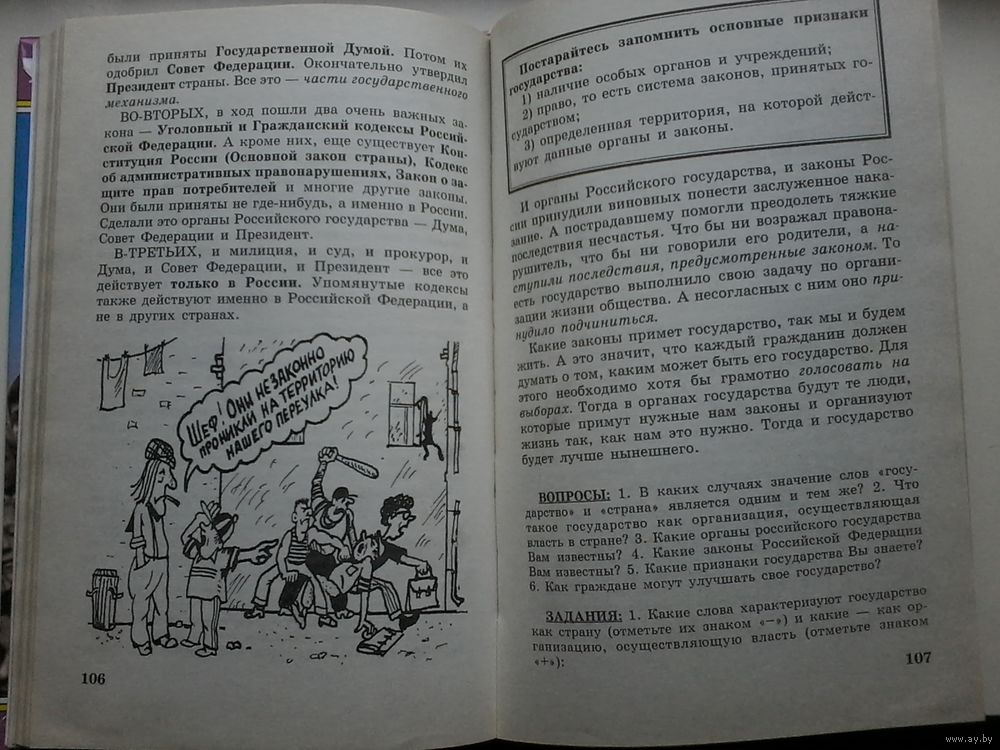 были приняты Государственной Думой. Потом их
одобрил Совет Федерации. Окончательно утвердил
Президент страны. Все это — части государственного
механизма.
ВО-ВТОРЫХ, в ход пошли два очень важных за-
кона — Уголовный и Гражданский кодексы Россий-
ской Федерации. А кроме них, еще существует Кон-
ституция России (Основной закон страны), Кодекс
об административных правонарушениях, Закон о за-
щите прав потребителей и многие другие законы.
Они были приняты не где-нибудь, а именно в России.
Сделали это органы Российского государства — Дума,
Совет Федерации и Президент.
В-ТРЕТЬИХ, и милиция, и суд, и прокурор, и
Дума, и Совет Федерации, и Президент — все это
действует только в России. Упомянутые кодексы
также действуют именно в Российской Федерации, а
не в других странах.
ШЕФ! ОНИ НЕЗАКОННО
ПРОНИКАЙ НА ТЕРРИТОРИЮ
НАШЕГО ПЕРЕУЛКА!
106
Постарайтесь запомнить основные признаки
государства:
1) наличие особых органов и учреждений;
2) право, то есть система законов, принятых го-
сударством;
3) определенная территория, на которой дейст-
вуют данные органы и законы.
И органы Российского государства, и законы Рос-
сии принудили виновных понести заслуженное нака-
зание. А пострадавшему помогли преодолеть тяжкие
последствия несчастья. Что бы ни возражал правона-
рушитель, что бы ни говорили его родители, а на-
ступили последствия, предусмотренные законом. То
есть государство выполнило свою задачу по органи-
зации жизни общества. А несогласных с ним оно при-
нудило подчиниться.
Какие законы примет государство, так мы и будем
жить. А это значит, что каждый гражданин должен
думать о том, каким может быть его государство. Для
этого необходимо хотя бы грамотно голосовать на
выборах. Тогда в органах государства будут те люди,
которые примут нужные нам законы и организуют
жизнь так, как нам это нужно. Тогда и государство
будет лучше нынешнего.
ВОПРОСЫ: 1. В каких случаях значение слов «госу-
дарство» и «страна» является одним и тем же? 2. Что
такое государство как организация, осуществляющая
власть в стране? 3. Какие органы российского государства
Вам известны? 4. Какие законы Российской Федерации
Вам известны? 5. Какие признаки государства Вы знаете?
6. Как граждане могут улучшать свое государство?
ЗАДАНИЯ: 1. Какие слова характеризуют государство
как страну (отметьте их знаком «—») и какие — как ор-
ганизацию, осуществляющую власть (отметьте знаком
«+»):
107
www.ay.by